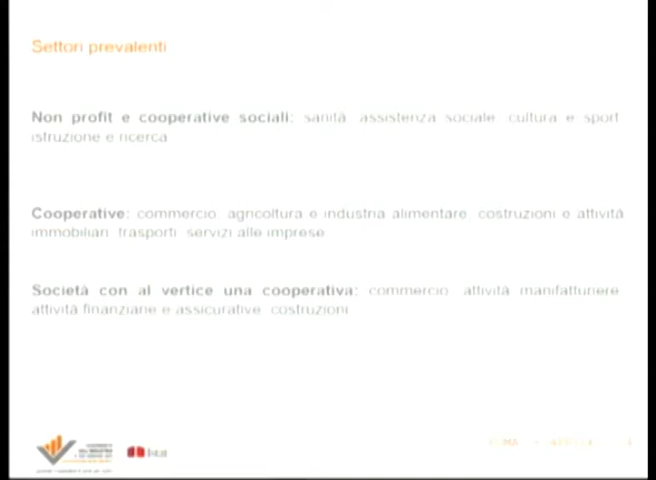 Settori prevalenti
Non profit e cooperative sociali: sanità assistenza sociale cultura e sport
istruzione e ricerca
Cooperative: commercio agricoltura e industria alimentare costruzioni e attività
immobiliari trasporti servizi alle imprese
Società con al vertice una cooperativa: commercio attività manifatturiere
attività finanziarie e assicurative costruzioni
Istat
ROMA